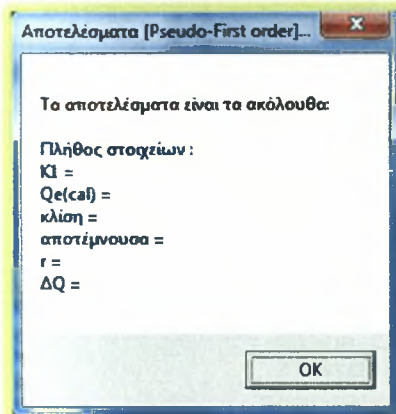 Αποτελέσματα [Pseudo-First order]...
Τα αποτελέσματα είναι τα ακόλουθα:
Πλήθος στοιχείων :
K1 =
Qe(cal) =
κλίση =
αποτέμνουσα =
r =
ΔQ =
OK